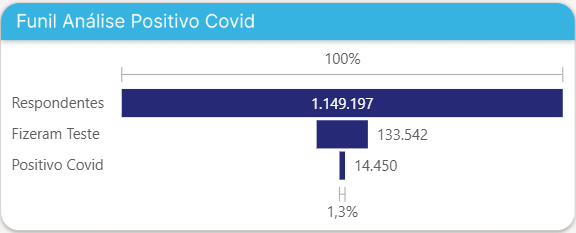 Funil Análise Positivo Covid
100%
Respondentes 1.149.197
Fizeram Teste 133.542
Positivo Covid 14.450
1,3%